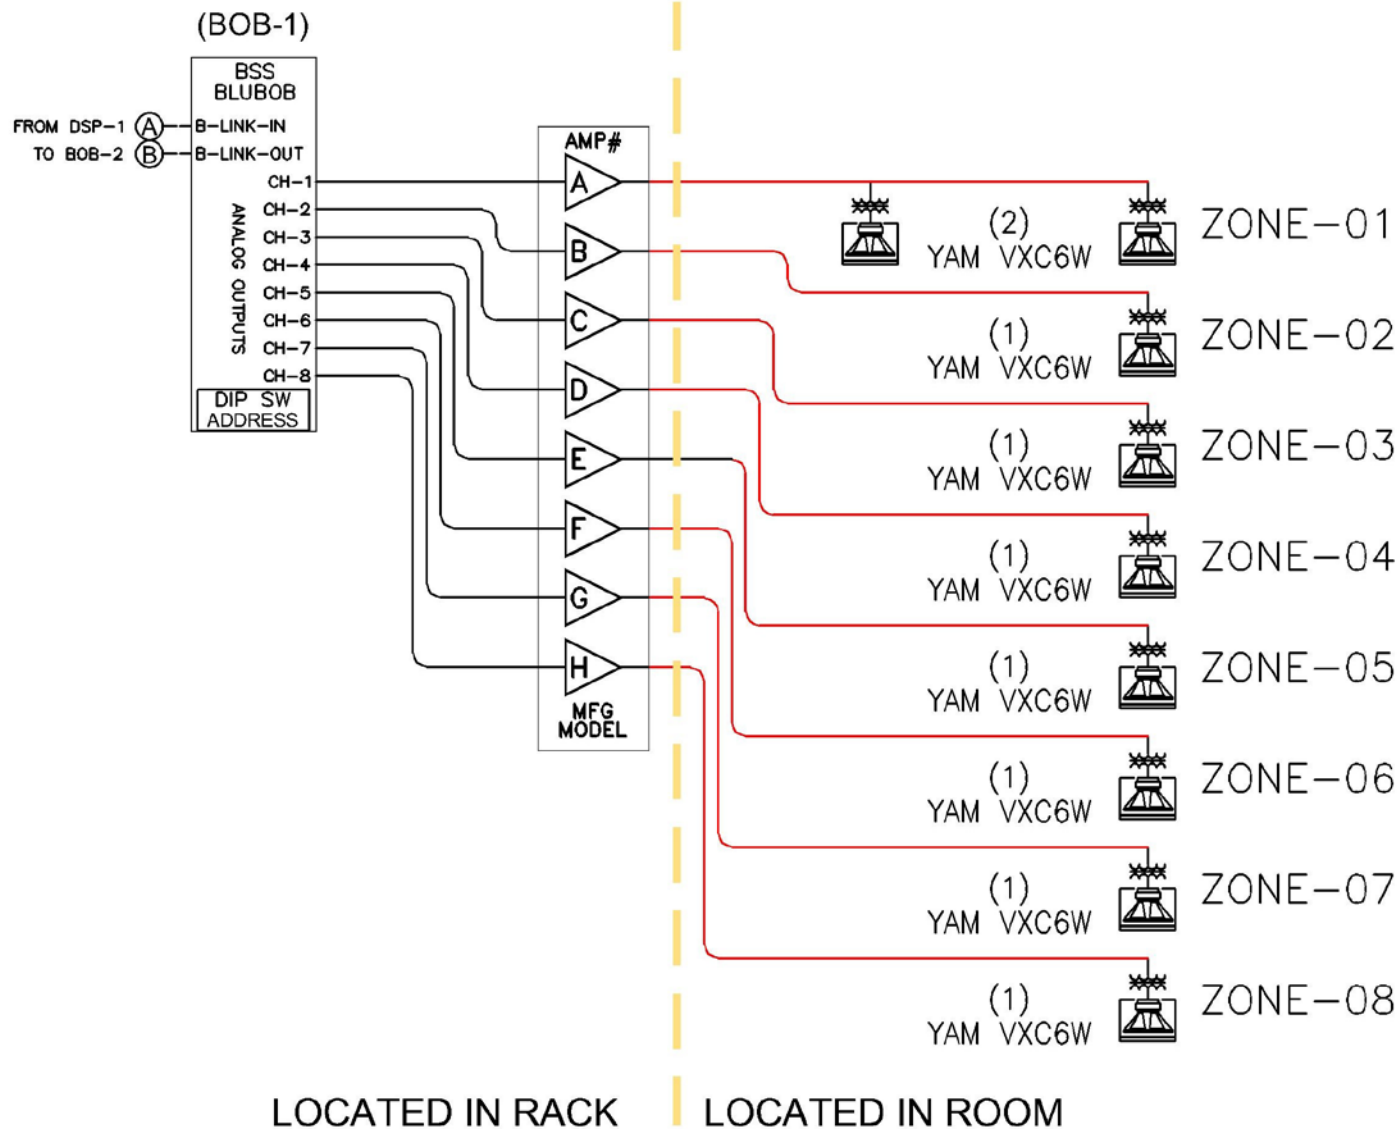 (BOB-1)
BSS
BLUBOB
FROM DSP-1 A B-LINK-IN
TO BOB-2 B B-LINK-OUT
CH-1
CH-2
CH-3
CH-4
CH-5
CH-6
CH-7
CH-8
ANALOG OUTPUTS
DIP SW
ADDRESS
AMP#
A
B
C
D
E
F
G
H
MFG
MODEL
(2)
YAM VXC6W
ZONE-01
(1)
YAM VXC6W
ZONE-02
(1)
YAM VXC6W
ZONE-03
(1)
YAM VXC6W
ZONE-04
(1)
YAM VXC6W
ZONE-05
(1)
YAM VXC6W
ZONE-06
(1)
YAM VXC6W
ZONE-07
(1)
YAM VXC6W
ZONE-08
LOCATED IN RACK
LOCATED IN ROOM